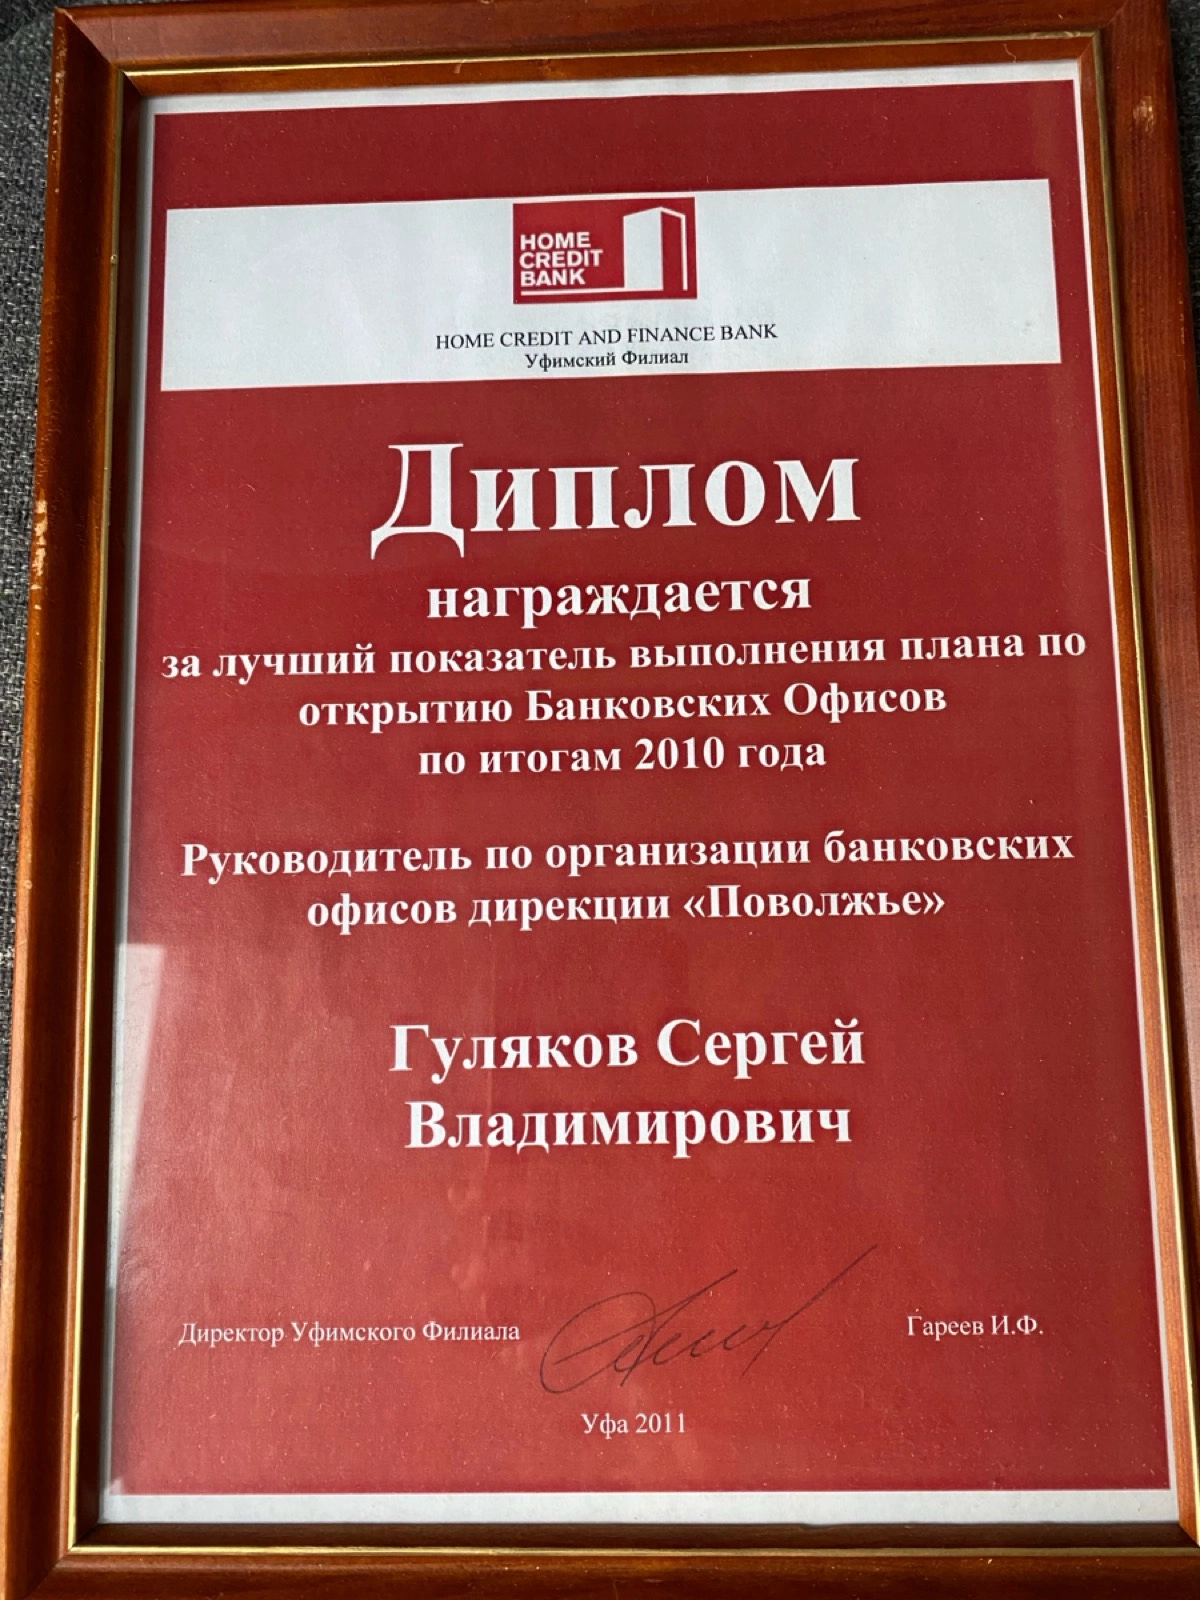 HOME
CREDIT
BANK
HOME CREDIT AND FINANCE BANK
Уфимский Филиал
Диплом
награждается
за лучший показатель выполнения плана по
открытию Банковских Офисов
по итогам 2010 года
Руководитель по организации банковских
офисов дирекции «Поволжье»
Гуляков Сергей
Владимирович
Директор Уфимского Филиала
Гареев И.Ф.
Уфа 2011